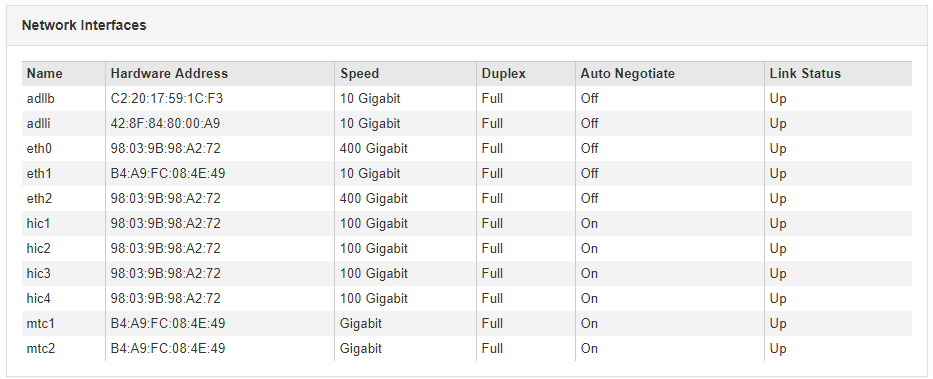 Network Interfaces
Name Hardware Address Speed Duplex Auto Negotiate Link Status
adllb C2:20:17:59:1C:F3 10 Gigabit Full Off Up
adlli 42:8F:84:80:00:A9 10 Gigabit Full Off Up
eth0 98:03:9B:98:A2:72 400 Gigabit Full Off Up
eth1 B4:A9:FC:08:4E:49 10 Gigabit Full Off Up
eth2 98:03:9B:98:A2:72 400 Gigabit Full Off Up
hic1 98:03:9B:98:A2:72 100 Gigabit Full On Up
hic2 98:03:9B:98:A2:72 100 Gigabit Full On Up
hic3 98:03:9B:98:A2:72 100 Gigabit Full On Up
hic4 98:03:9B:98:A2:72 100 Gigabit Full On Up
mtc1 B4:A9:FC:08:4E:49 Gigabit Full On Up
mtc2 B4:A9:FC:08:4E:49 Gigabit Full On Up